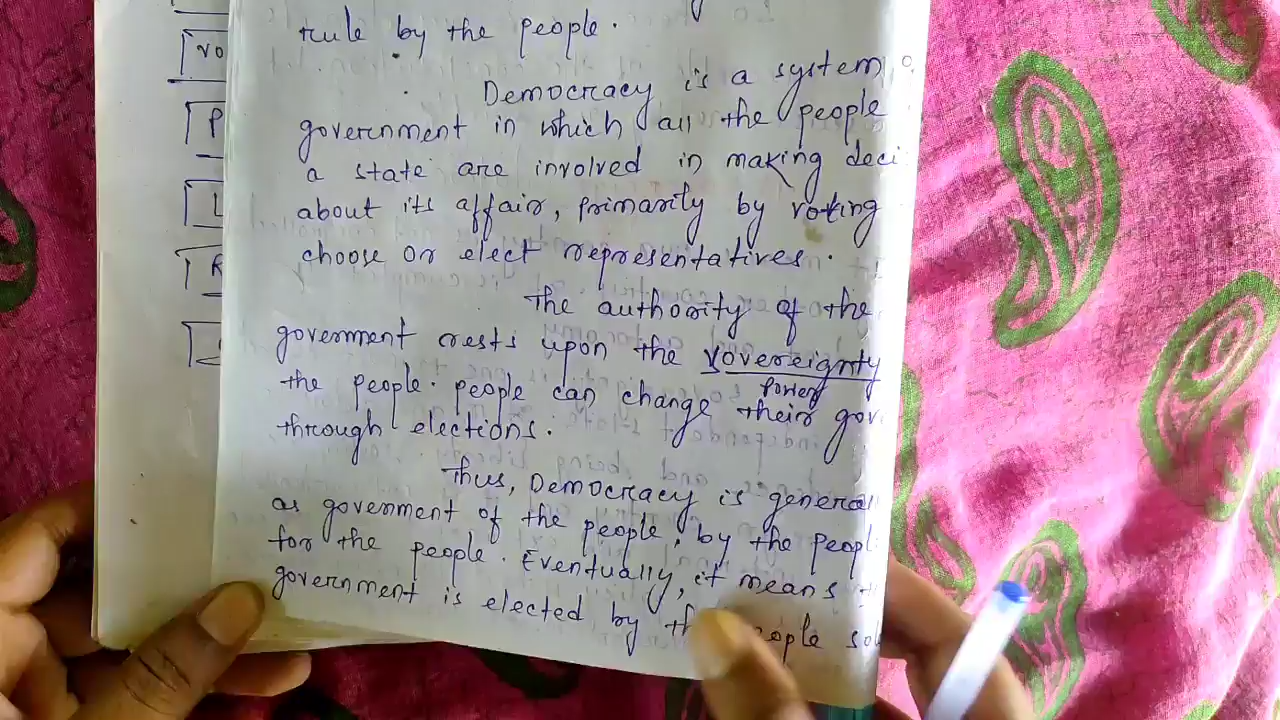 rule by the people.
Democracy is a system o
government in which all the people
a state are involved in making deci
about its affair, primarily by voting
choose or elect representatives.
The authority of the
government rests upon the sovereignty
power
the people. people can change their gov
through elections.
Thus, Democracy is general
as government of the people, by the peopl
for the people. Eventually, it means
government is elected by the people so
vo
P
L
R